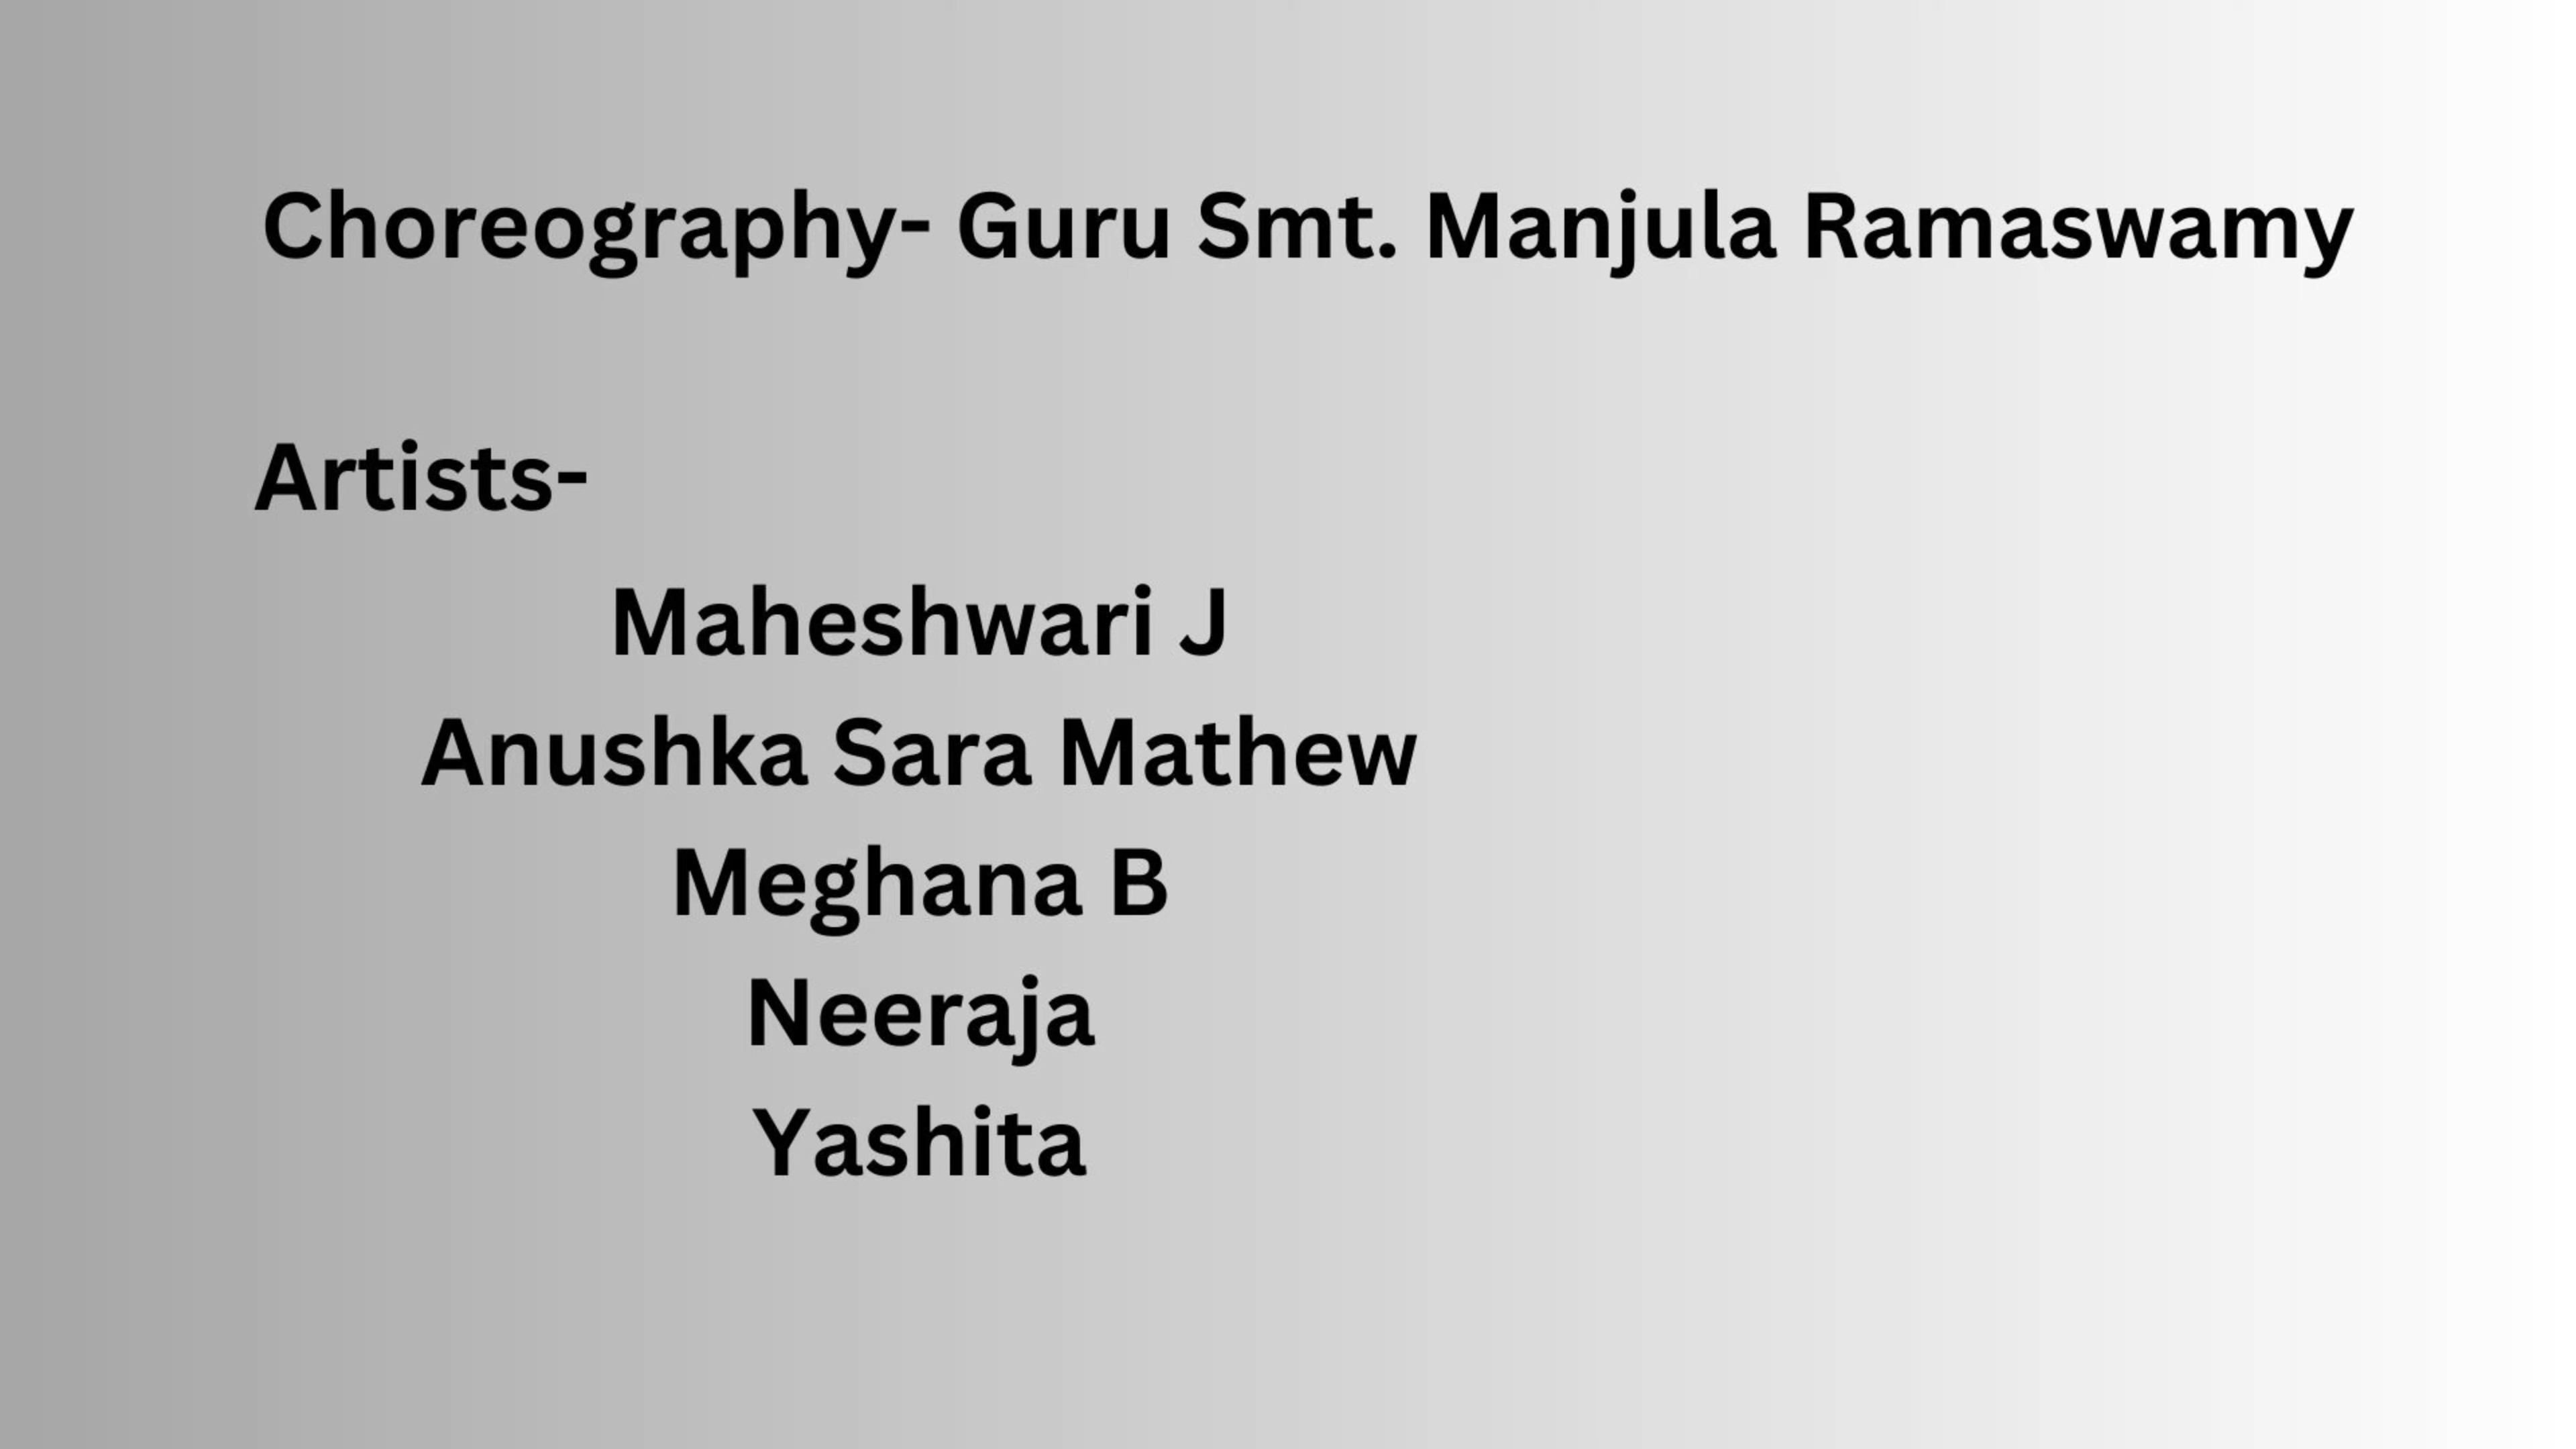 Choreography- Guru Smt. Manjula Ramaswamy
Artists-
Maheshwari J
Anushka Sara Mathew
Meghana B
Neeraja
Yashita